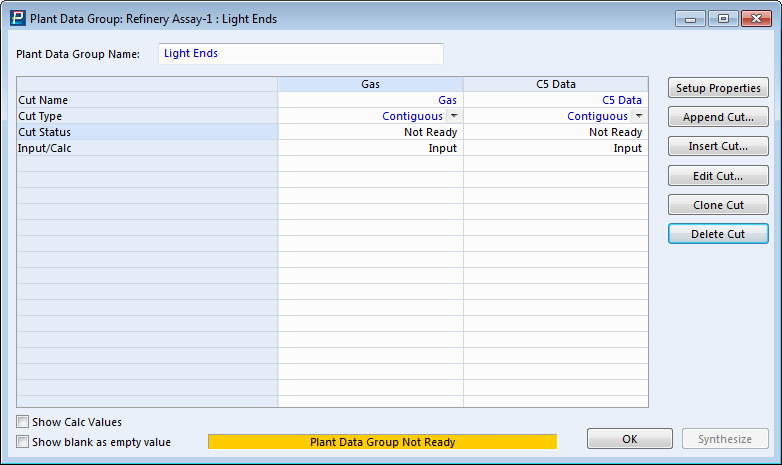 Plant Data Group: Refinery Assay-1 : Light Ends
Plant Data Group Name: Light Ends
Gas C5 Data
Cut Name Gas C5 Data
Cut Type Contiguous Contiguous
Cut Status Not Ready Not Ready
Input/Calc Input Input
Setup Properties
Append Cut...
Insert Cut...
Edit Cut...
Clone Cut
Delete Cut
Show Calc Values
Show blank as empty value
Plant Data Group Not Ready
OK
Synthesize